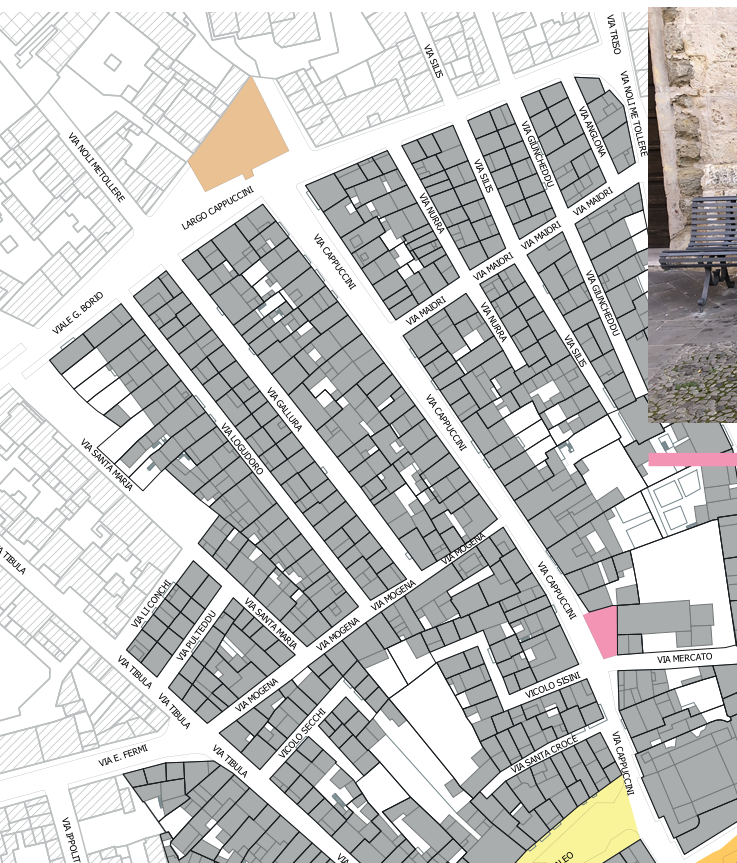 VIA TRISO
VIA SILIS
VIA NOLI ME TOLLERE
VIA ANGLONA
VIA GIUNCHEDDU
VIA NOLI METOLLERE
VIA SILIS
VIA NURRA
VIA MAIORI
LARGO CAPPUCCINI
VIA MAIORI
VIA CAPPUCCINI
VIA MAIORI
VIA MAIORI
VIA GIUNCHEDDU
VIALE G. BORIO
VIA NURRA
VIA SILIS
VIA GALLURA
VIA CAPPUCCINI
VIA LOGUDORO
VIA SANTA MARIA
VIA MOGENA
A TIBULA
VIA CAPPUCCINI
VIA MOGENA
VIA LI CONCHI
VIA PULTEDDU
VIA SANTA MARIA
VIA MOGENA
VIA MERCATO
VIA TIBULA
VICOLO SISINI
VIA MOGENA
VIA TIBULA
VICOLO SECCHI
VIA SANTA CROCE
VIA E. FERMI
VIA TIBULA
VIA CAPPUCCINI
VIA IPPOLIT
VIA
LEO